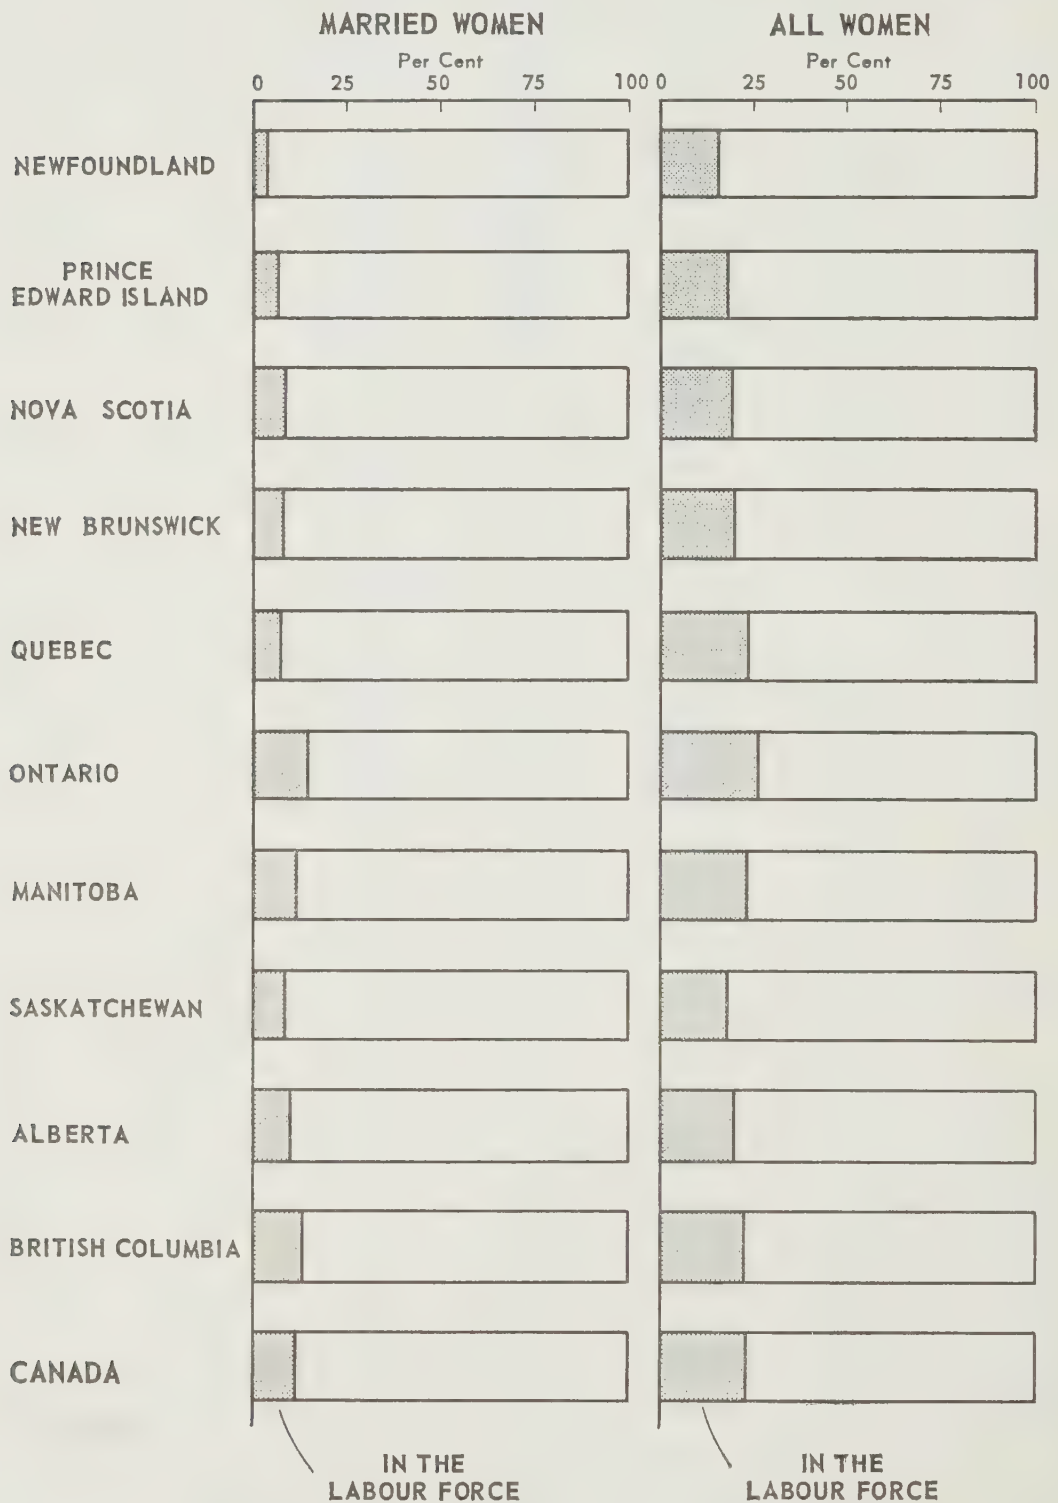 MARRIED WOMEN
Per Cent
0 25 50 75 100
ALL WOMEN
Per Cent
0 25 50 75 100
NEWFOUNDLAND
PRINCE
EDWARD ISLAND
NOVA SCOTIA
NEW BRUNSWICK
QUEBEC
ONTARIO
MANITOBA
SASKATCHEWAN
ALBERTA
BRITISH COLUMBIA
CANADA
IN THE
LABOUR FORCE
IN THE
LABOUR FORCE